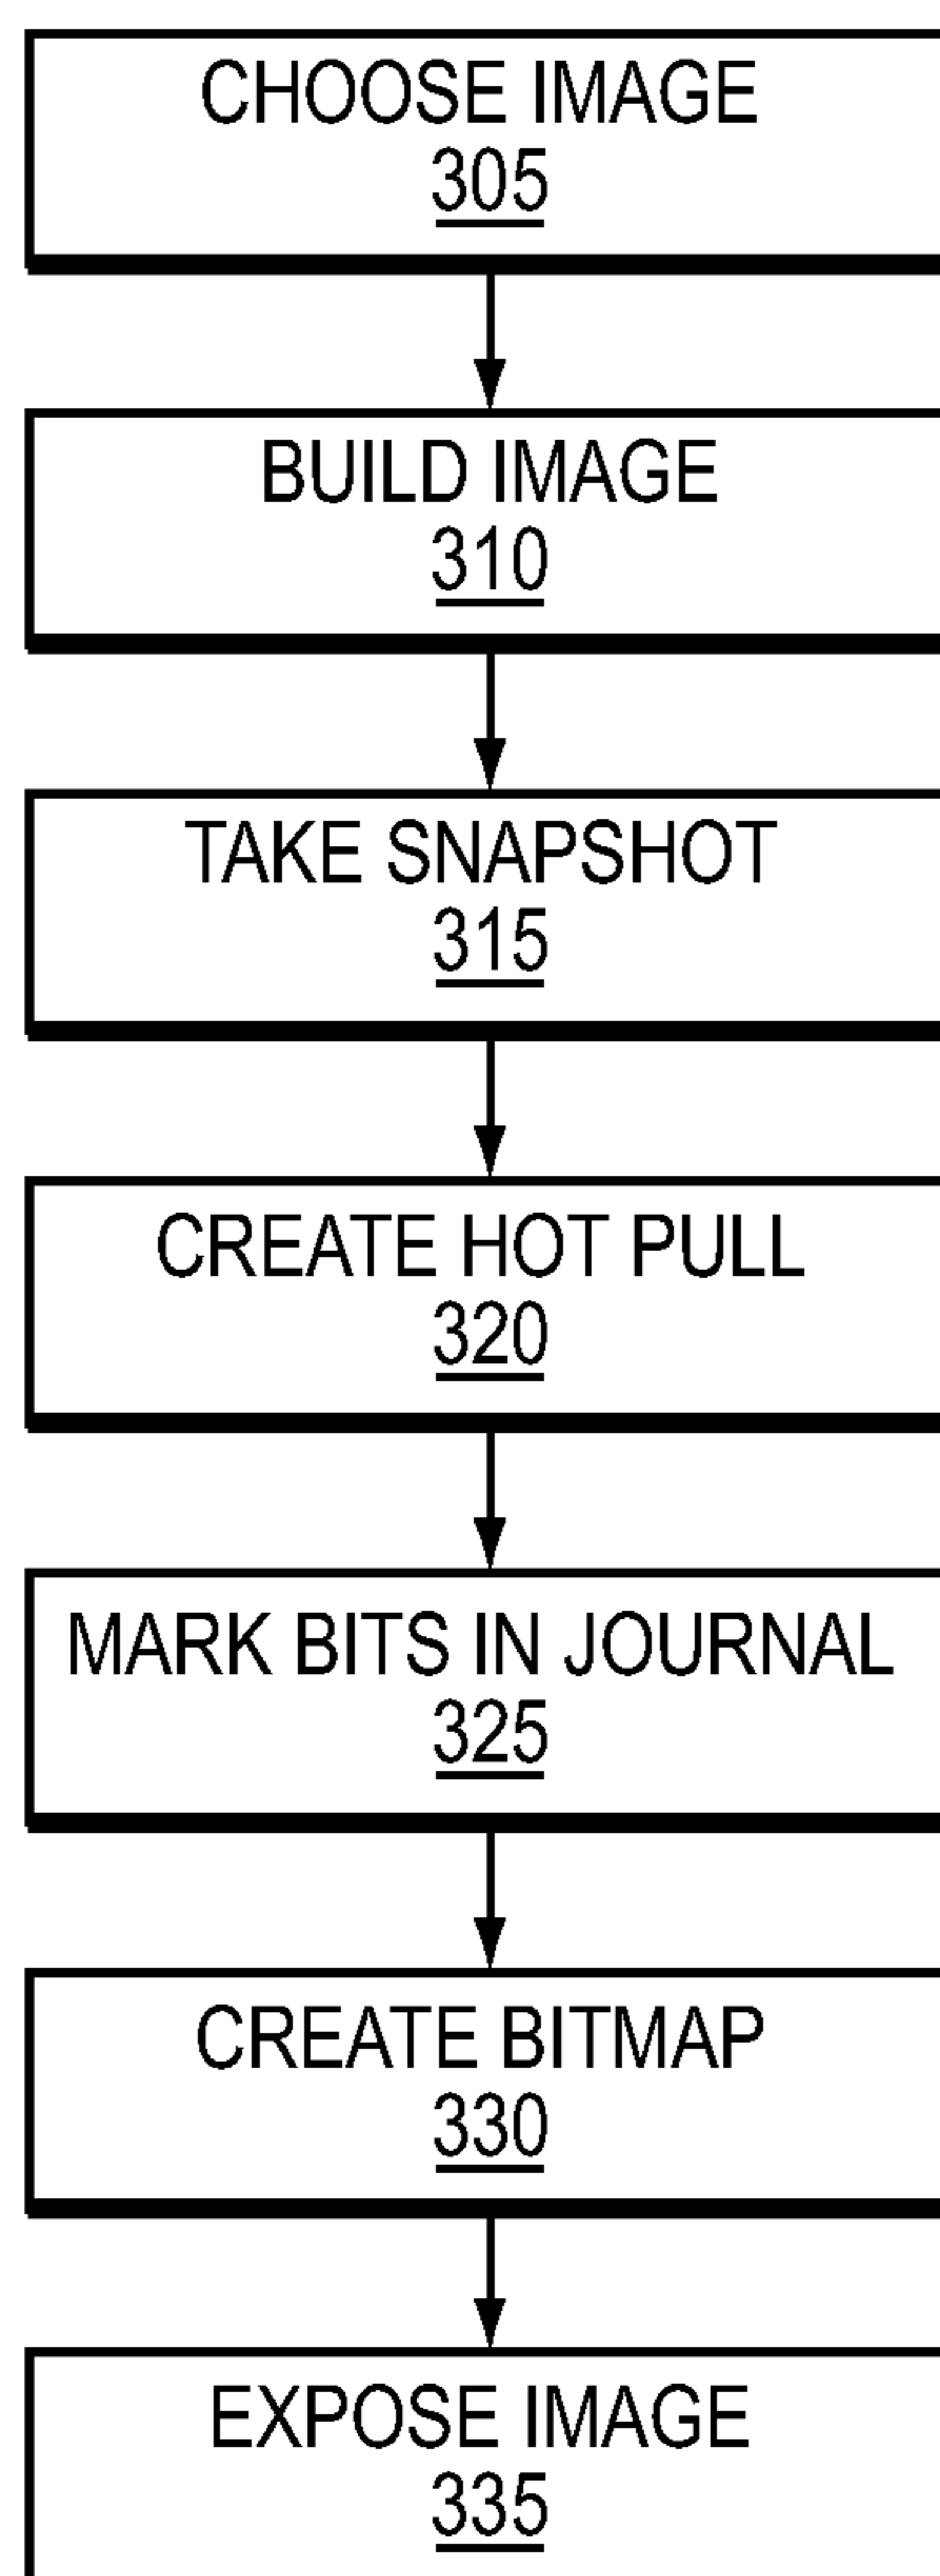 CHOOSE IMAGE
305
BUILD IMAGE
310
TAKE SNAPSHOT
315
CREATE HOT PULL
320
MARK BITS IN JOURNAL
325
CREATE BITMAP
330
EXPOSE IMAGE
335